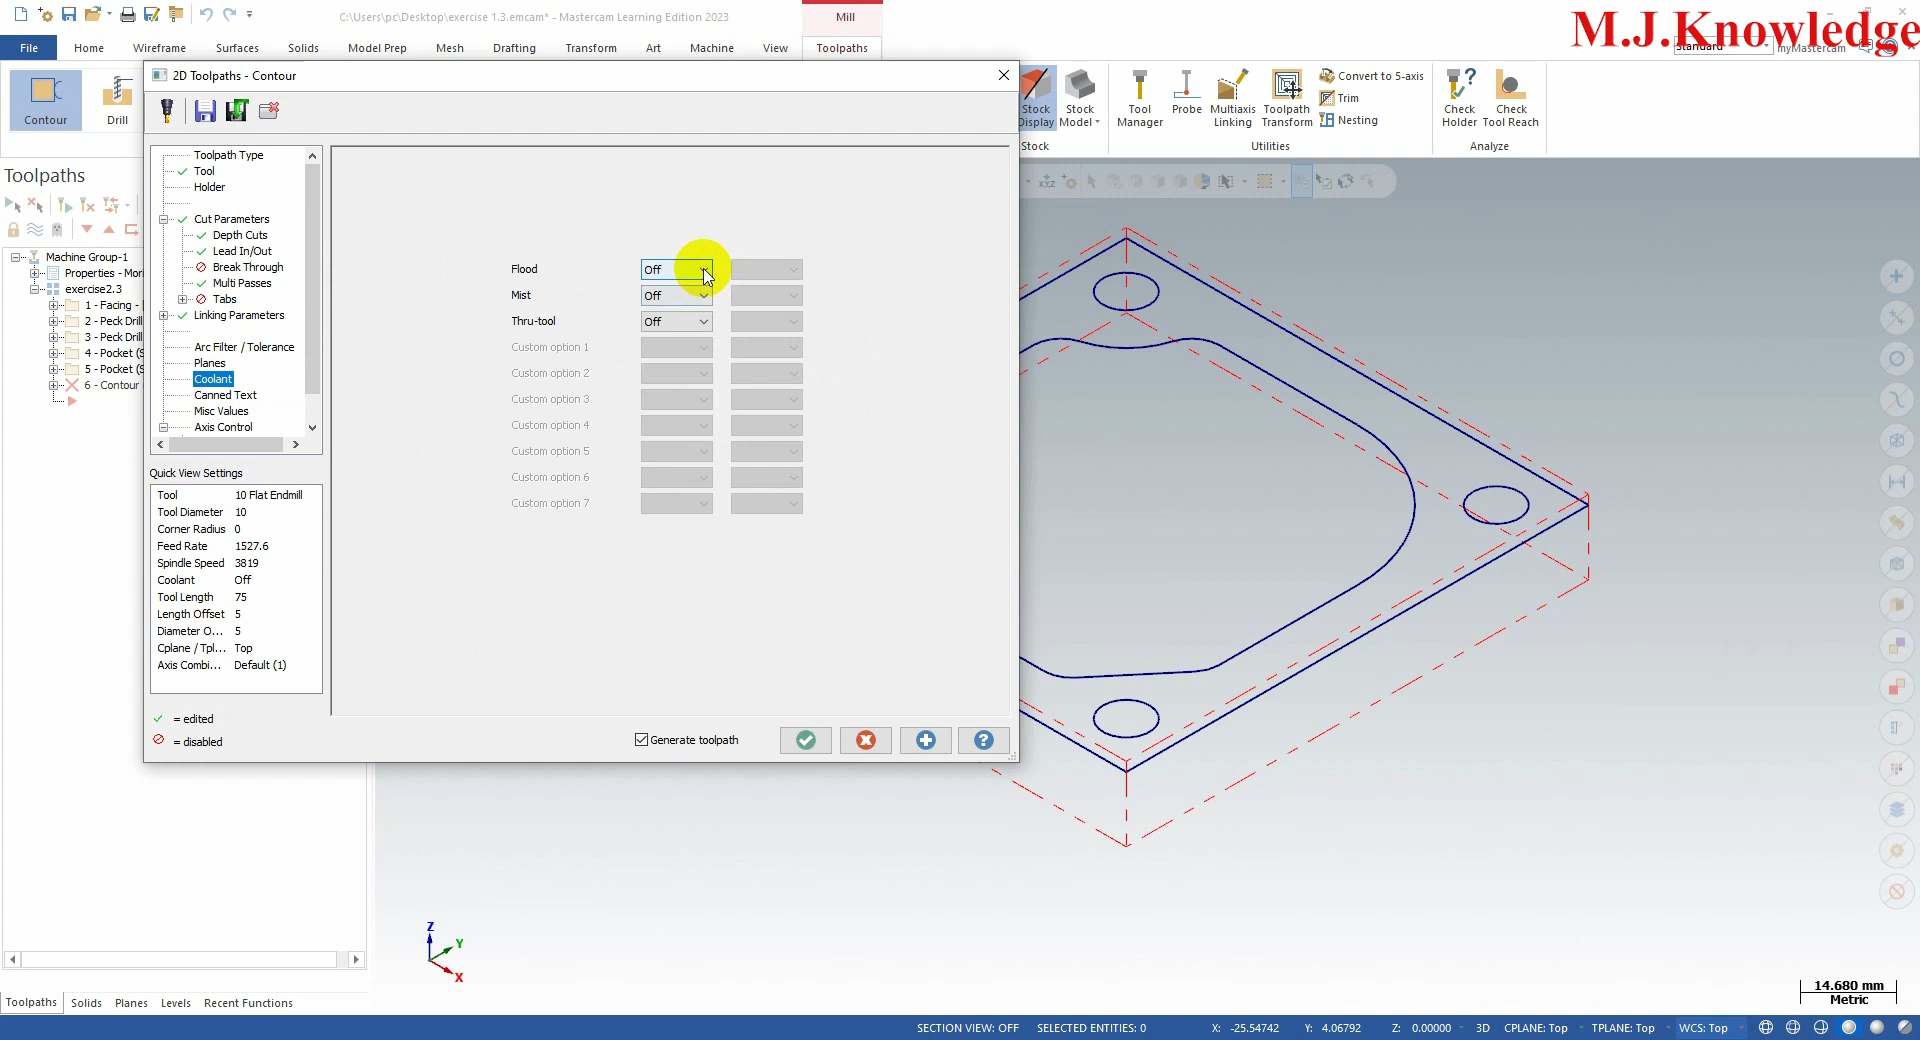 C:\Users\pc\Desktop\exercise 1.3.emcam* - Mastercam Learning Edition 2023
Mill
M.J.Knowledge
File
Home
Wireframe
Surfaces
Solids
Model Prep
Mesh
Drafting
Transform
Art
Machine
View
Toolpaths
Standard
myMastercam
Contour
Drill
2D Toolpaths - Contour
Stock Display
Stock Model
Stock
Tool Manager
Probe
Multiaxis Linking
Toolpath Transform
Convert to 5-axis
Trim
Nesting
Utilities
Check Holder
Check Tool Reach
Analyze
Toolpaths
Machine Group-1
Properties - Mor
exercise2.3
1 - Facing -
2 - Peck Drill
3 - Peck Drill
4 - Pocket (S
5 - Pocket (S
6 - Contour
Toolpath Type
Tool
Holder
Cut Parameters
Depth Cuts
Lead In/Out
Break Through
Multi Passes
Tabs
Linking Parameters
Arc Filter / Tolerance
Planes
Coolant
Canned Text
Misc Values
Axis Control
Flood Off
Mist Off
Thru-tool Off
Custom option 1
Custom option 2
Custom option 3
Custom option 4
Custom option 5
Custom option 6
Custom option 7
Quick View Settings
Tool 10 Flat Endmill
Tool Diameter 10
Corner Radius 0
Feed Rate 1527.6
Spindle Speed 3819
Coolant Off
Tool Length 75
Length Offset 5
Diameter O... 5
Cplane / Tpl... Top
Axis Combi... Default (1)
= edited
= disabled
Generate toolpath
Z
Y
X
14.680 mm
Metric
Toolpaths
Solids
Planes
Levels
Recent Functions
SECTION VIEW: OFF
SELECTED ENTITIES: 0
X: -25.54742
Y: 4.06792
Z: 0.00000
3D
CPLANE: Top
TPLANE: Top
WCS: Top